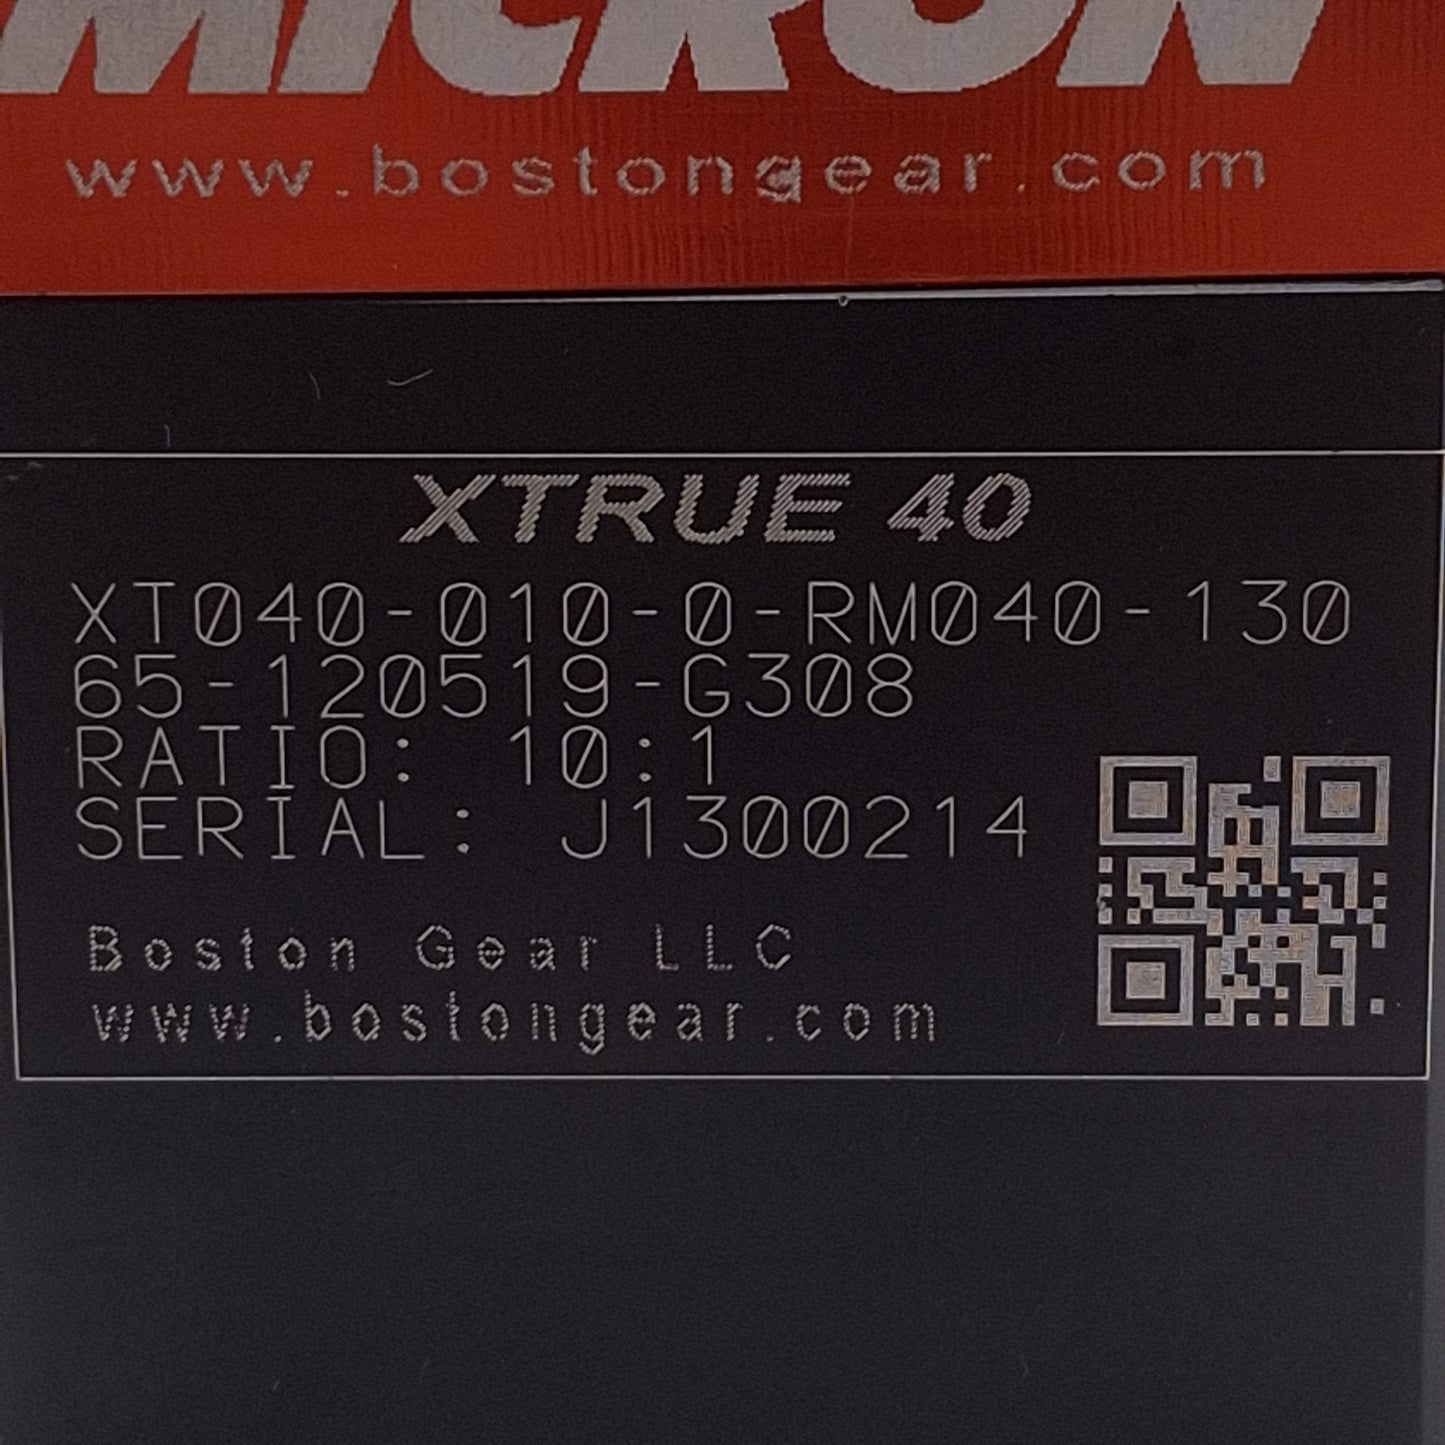 MICRON
www.bostongear.com
XTRUE 40
XT040-010-0-RM040-130
65-120519-G308
RATIO: 10:1
SERIAL: J1300214
Boston Gear LLC
www.bostongear.com